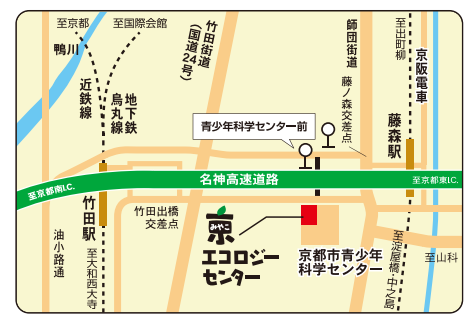 至京都
至国際会館
鴨川
竹田街道
(国道24号)
師団街道
至出町柳
京阪電車
近鉄線
地下鉄
烏丸線
藤ノ森交差点
藤森駅
青少年科学センター前
名神高速道路
至京都南I.C.
至京都東I.C.
竹田駅
竹田出橋
交差点
みやこ
京
エコロジー
センター
京都市青少年
科学センター
油小路通
至大和西大寺
至淀屋橋・中之島
至山科